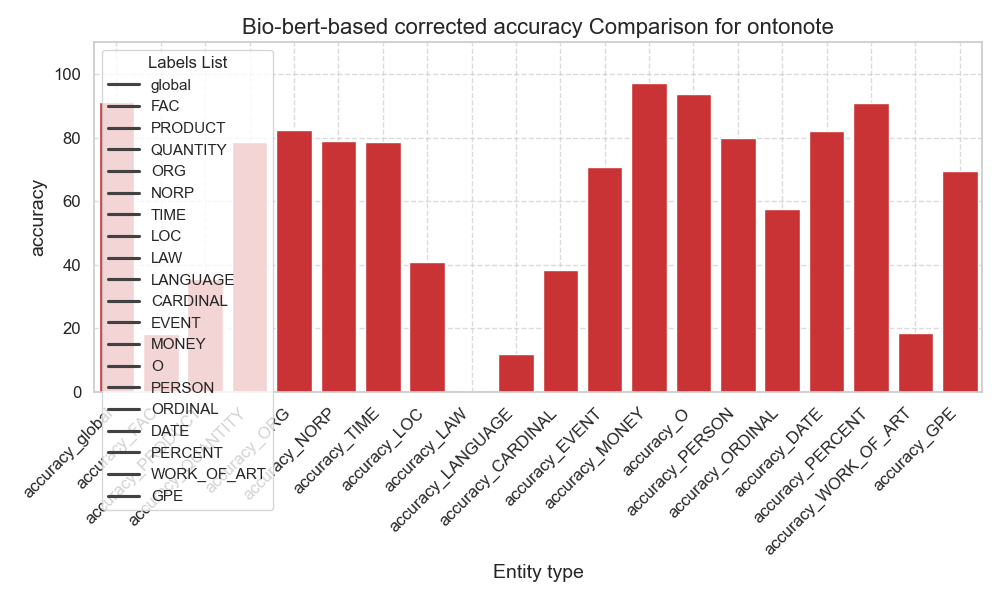 Bio-bert-based corrected accuracy Comparison for ontonote
accuracy
100
80
60
40
20
0
Labels List
global
FAC
PRODUCT
QUANTITY
ORG
NORP
TIME
LOC
LAW
LANGUAGE
CARDINAL
EVENT
MONEY
O
PERSON
ORDINAL
DATE
PERCENT
WORK_OF_ART
GPE
accuracy_global
accuracy_FAC
accuracy_PRODUCT
accuracy_QUANTITY
accuracy_ORG
accuracy_NORP
accuracy_TIME
accuracy_LOC
accuracy_LAW
accuracy_LANGUAGE
accuracy_CARDINAL
accuracy_EVENT
accuracy_MONEY
accuracy_O
accuracy_PERSON
accuracy_ORDINAL
accuracy_DATE
accuracy_PERCENT
accuracy_WORK_OF_ART
accuracy_GPE
Entity type